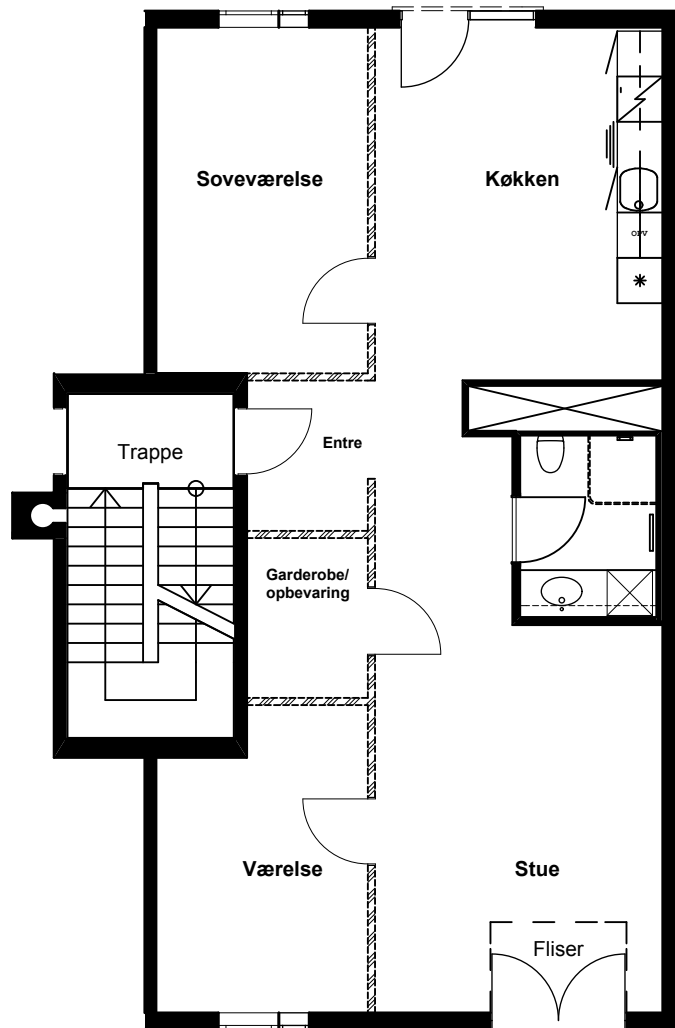 Soveværelse
Køkken
OPV
Trappe
Entre
Garderobe/
opbevaring
Værelse
Stue
Fliser